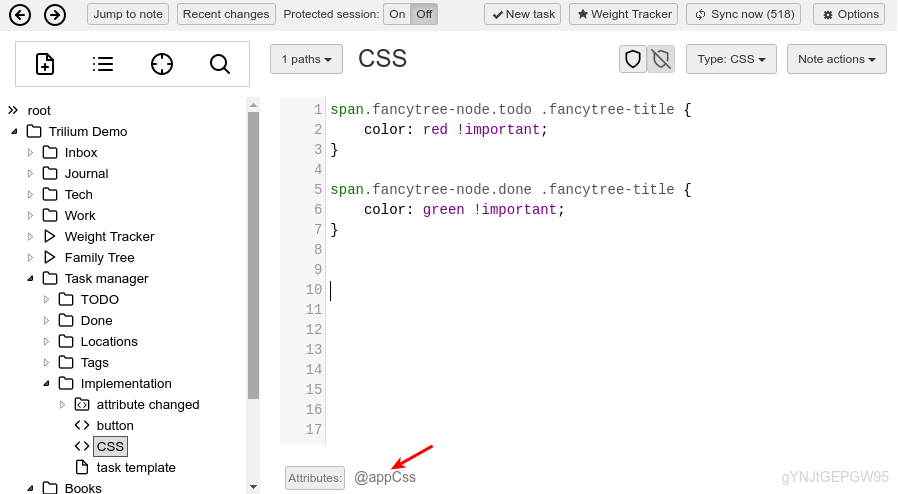 Jump to note Recent changes Protected session: On Off New task Weight Tracker Sync now (518) Options
1 paths CSS Type: CSS Note actions
root
Trilium Demo
Inbox
Journal
Tech
Work
Weight Tracker
Family Tree
Task manager
TODO
Done
Locations
Tags
Implementation
attribute changed
button
CSS
task template
Books
1 span.fancytree-node.todo .fancytree-title {
2 color: red !important;
3 }
4
5 span.fancytree-node.done .fancytree-title {
6 color: green !important;
7 }
8
9
10
11
12
13
14
15
16
17
Attributes: @appCss gYNJtGEPGW95